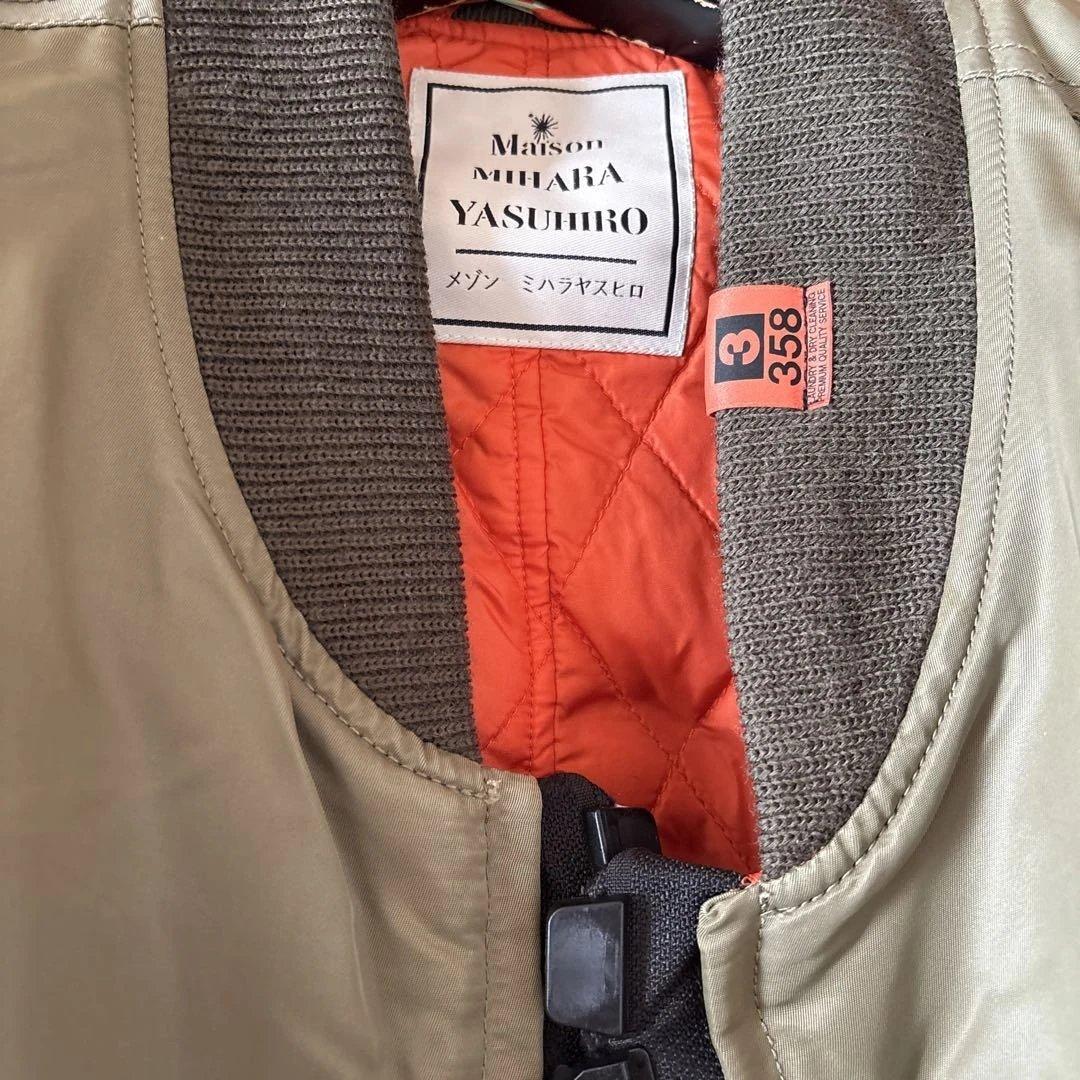 Maison
MIHARA
YASUHIRO
メゾン ミハラヤスヒロ
3
358
LAUNDRY & DRY CLEANING
PREMIUM QUALITY SERVICE